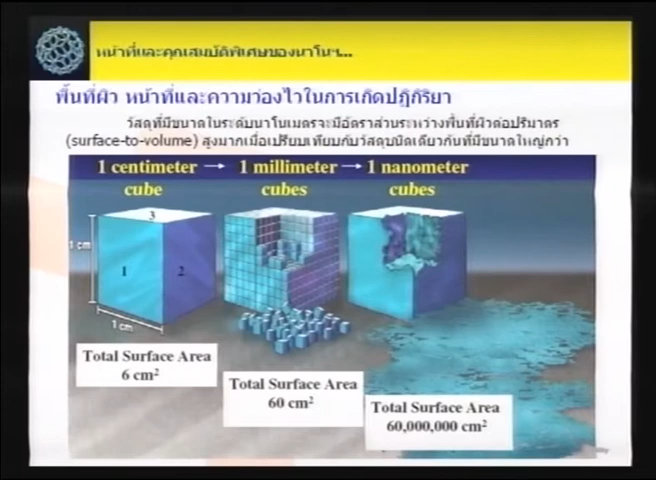 หน้าที่และคุณสมบัติพิเศษของนาโนฯ...
พื้นที่ผิว หน้าที่และความว่องไวในการเกิดปฏิกิริยา
วัสดุที่มีขนาดในระดับนาโนเมตรจะมีอัตราส่วนระหว่างพื้นที่ผิวต่อปริมาตร
(surface-to-volume) สูงมากเมื่อเปรียบเทียบกับวัสดุชนิดเดียวกันที่มีขนาดใหญ่กว่า
1 centimeter → 1 millimeter → 1 nanometer
cube cubes cubes
3
1 cm
1 2
1 cm
Total Surface Area
6 cm²
Total Surface Area
60 cm²
Total Surface Area
60,000,000 cm²